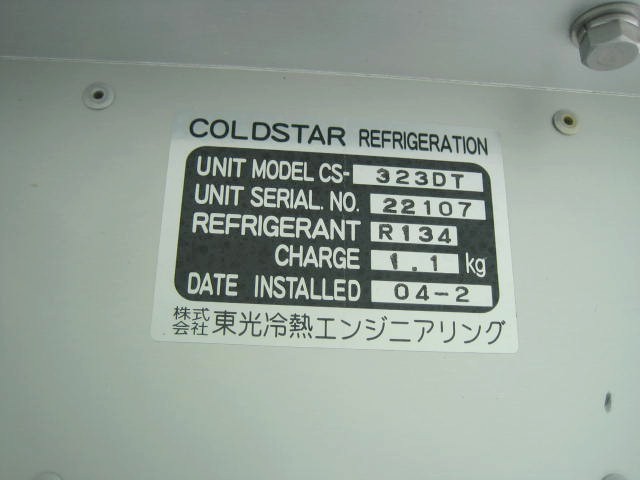 COLDSTAR REFRIGERATION
UNIT MODEL CS- 323DT
UNIT SERIAL. NO. 22107
REFRIGERANT R134
CHARGE 1.1 kg
DATE INSTALLED 04-2
株式会社 東光冷熱エンジニアリング